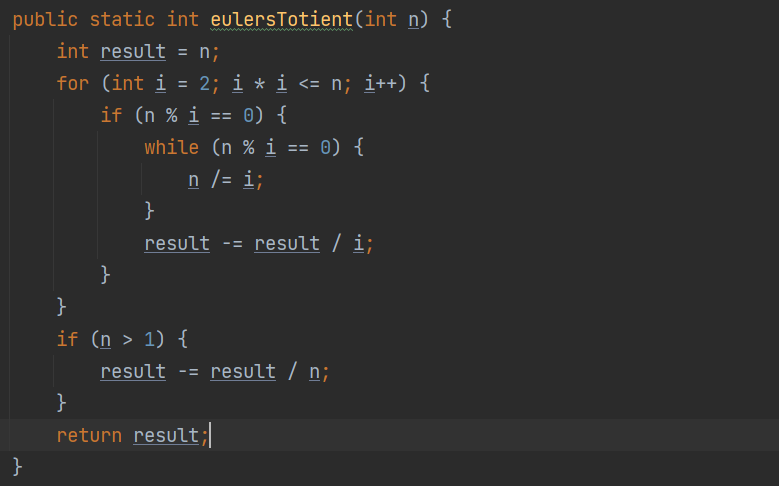 public static int eulersTotient(int n) {
    int result = n;
    for (int i = 2; i * i <= n; i++) {
        if (n % i == 0) {
            while (n % i == 0) {
                n /= i;
            }
            result -= result / i;
        }
    }
    if (n > 1) {
        result -= result / n;
    }
    return result;
}